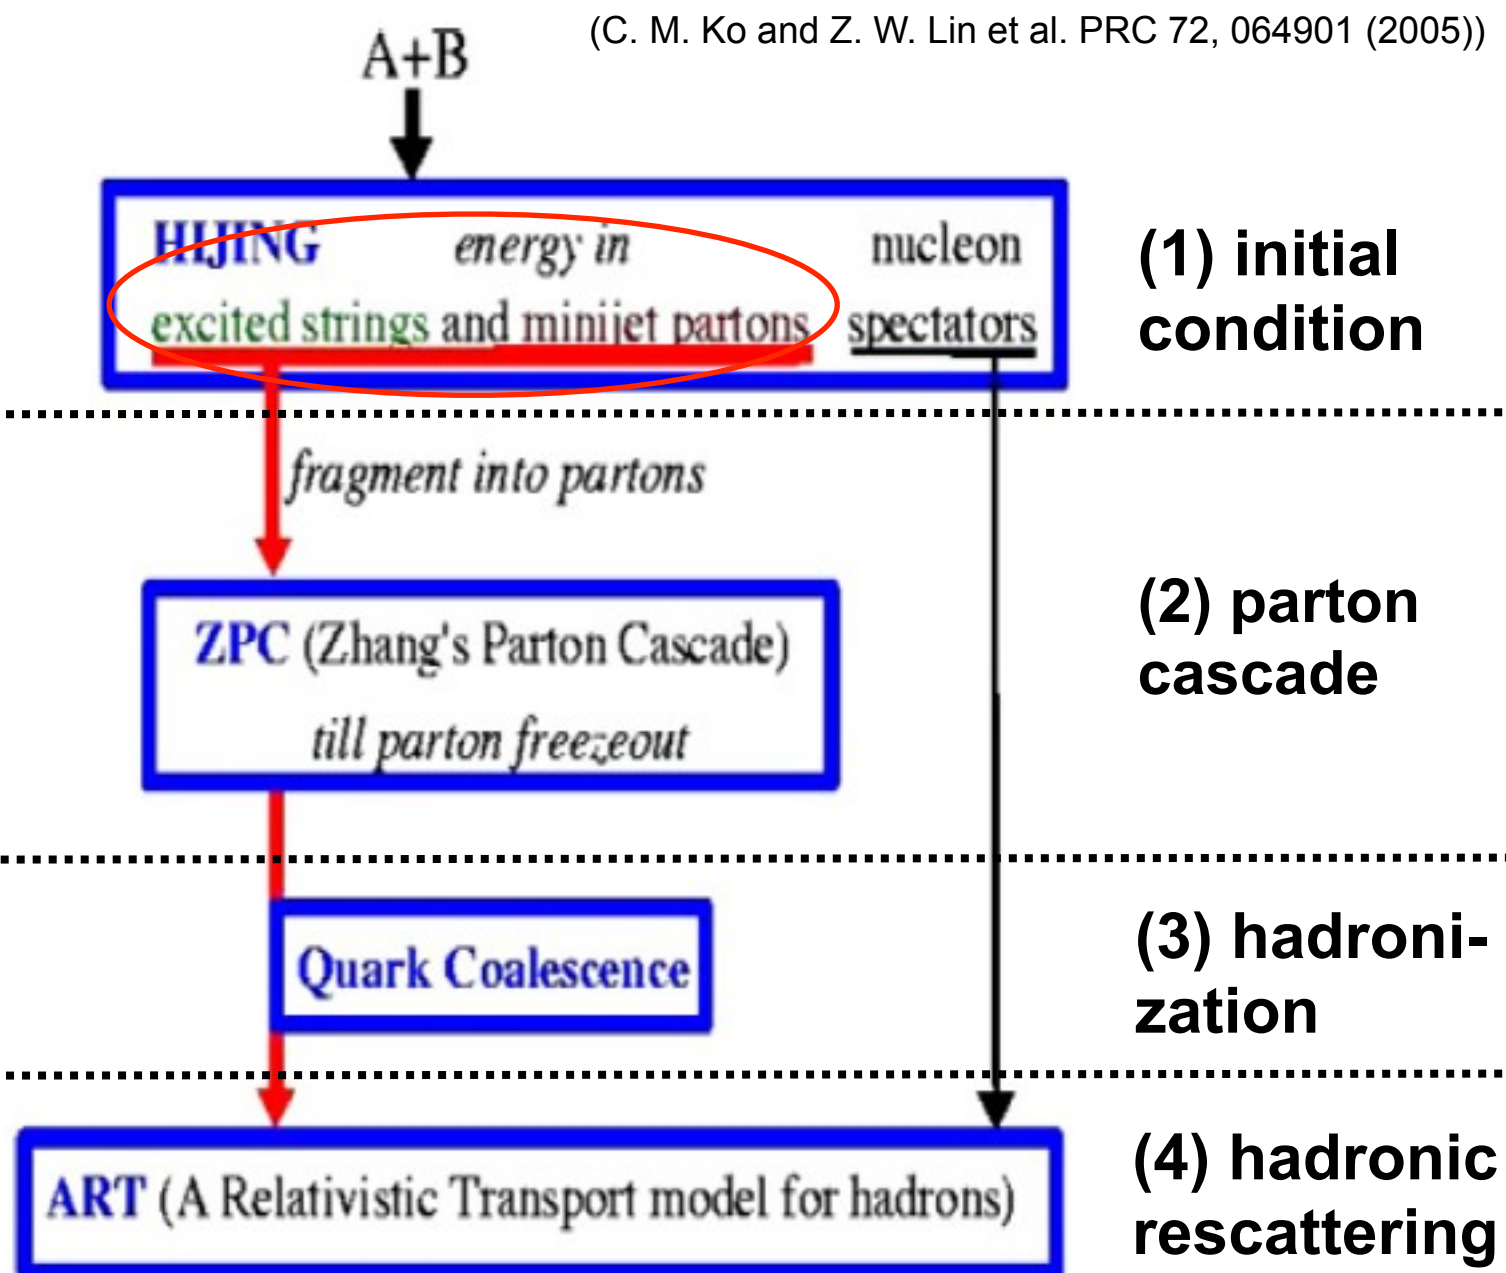 (C. M. Ko and Z. W. Lin et al. PRC 72, 064901 (2005))
A+B
HIJING energy in nucleon
excited strings and minijet partons spectators
(1) initial
condition
fragment into partons
ZPC (Zhang's Parton Cascade)
till parton freezeout
(2) parton
cascade
Quark Coalescence
(3) hadroni-
zation
ART (A Relativistic Transport model for hadrons)
(4) hadronic
rescattering